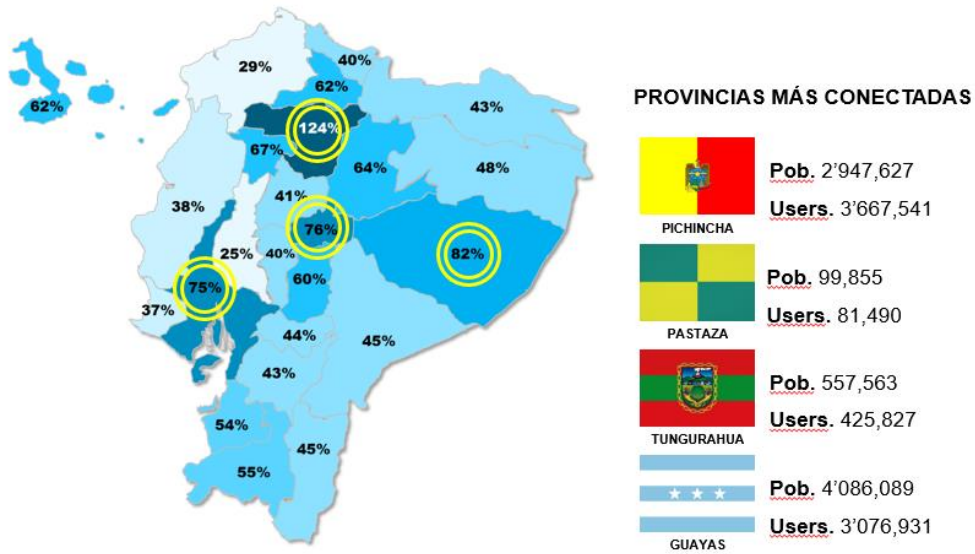 29%
40%
62%
62%
43%
124%
67%
64%
48%
41%
38%
76%
25%
40%
82%
60%
75%
37%
44%
45%
43%
54%
45%
55%
PROVINCIAS MÁS CONECTADAS
Pob. 2’947,627
Users. 3’667,541
PICHINCHA
Pob. 99,855
Users. 81,490
PASTAZA
Pob. 557,563
Users. 425,827
TUNGURAHUA
Pob. 4’086,089
Users. 3’076,931
GUAYAS